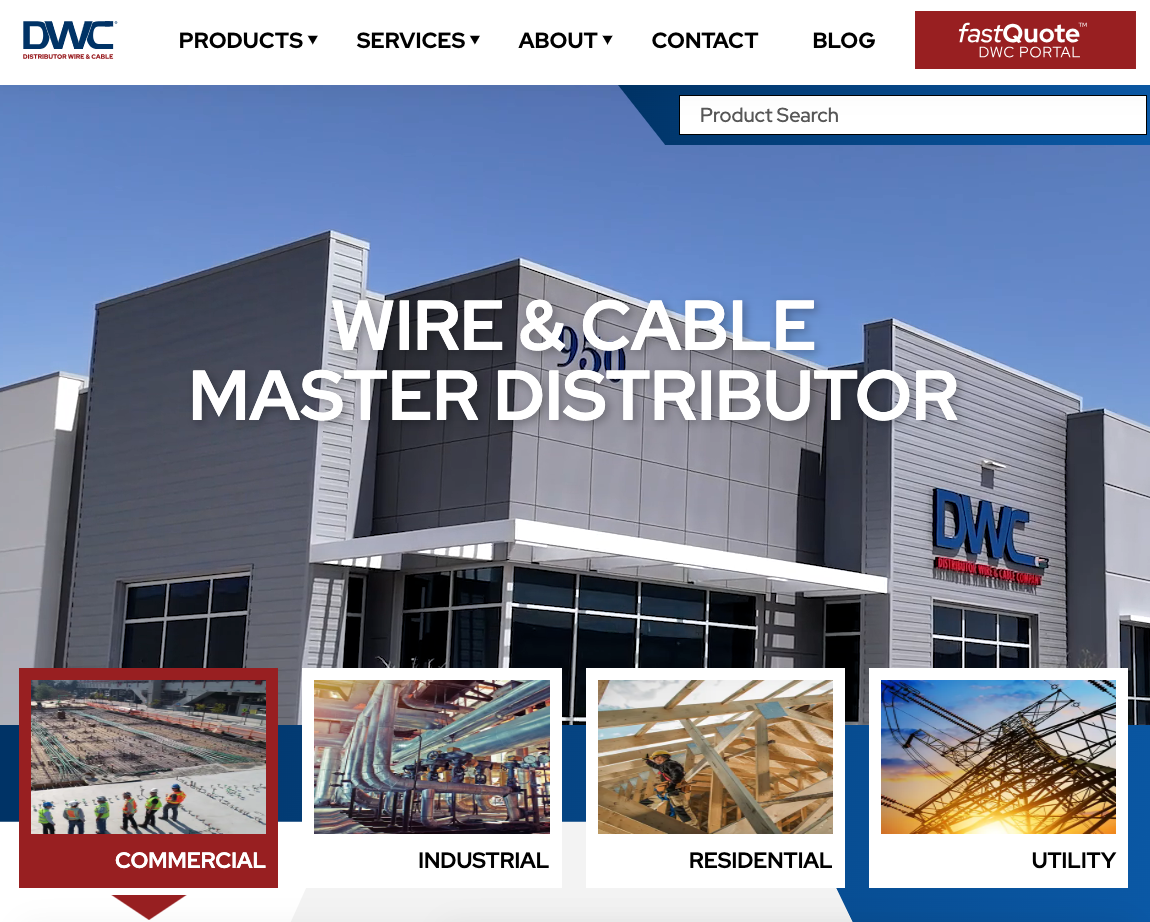 DWC
DISTRIBUTOR WIRE & CABLE
PRODUCTS ▼
SERVICES ▼
ABOUT ▼
CONTACT
BLOG
fastQuote™
DWC PORTAL
Product Search
WIRE & CABLE
MASTER DISTRIBUTOR
950
DWC
DISTRIBUTOR WIRE & CABLE COMPANY
COMMERCIAL
INDUSTRIAL
RESIDENTIAL
UTILITY